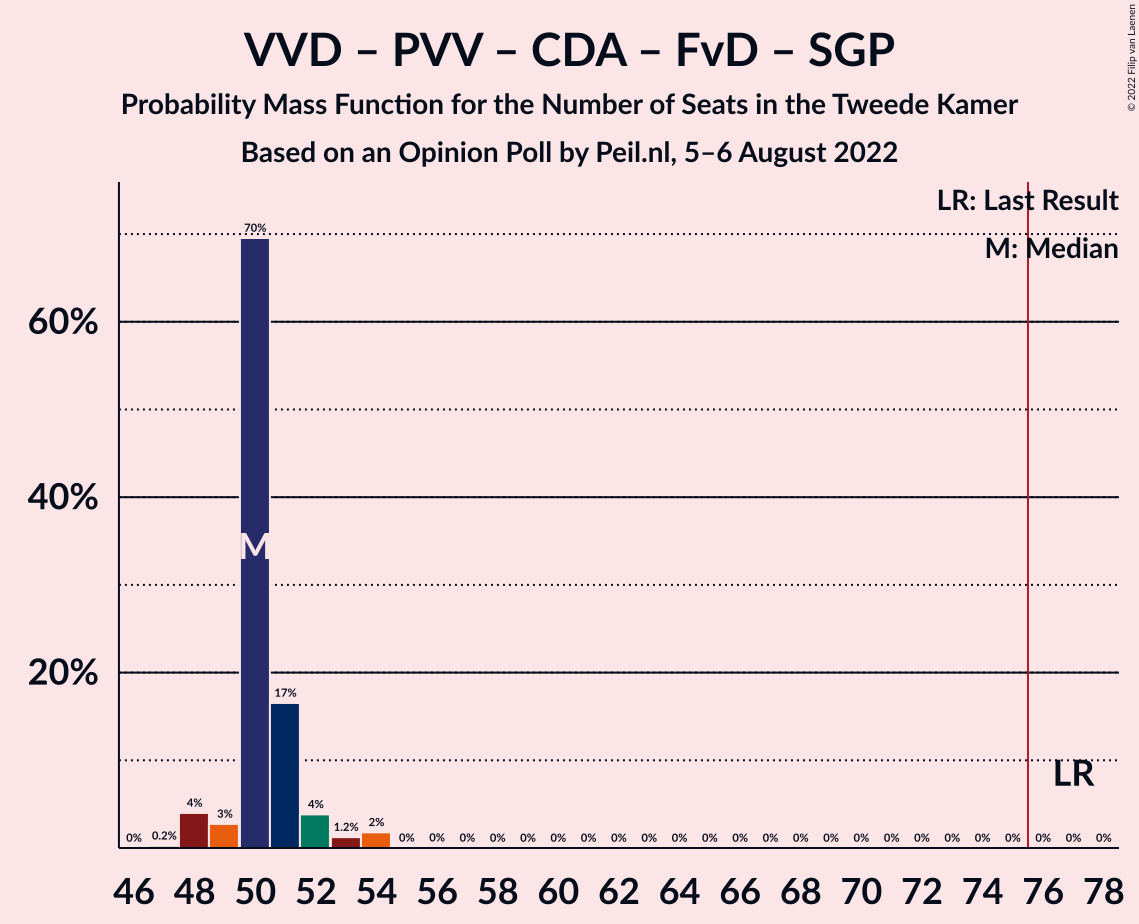 VVD – PVV – CDA – FvD – SGP
Probability Mass Function for the Number of Seats in the Tweede Kamer
Based on an Opinion Poll by Peil.nl, 5–6 August 2022
© 2022 Filip van Laenen
LR: Last Result
M: Median
70%
60%
40%
M
20%
17%
LR
0% 0.2% 4% 3% 4% 1.2% 2% 0% 0% 0% 0% 0% 0% 0% 0% 0% 0% 0% 0% 0% 0% 0% 0% 0% 0% 0% 0% 0% 0% 0% 0%
46 48 50 52 54 56 58 60 62 64 66 68 70 72 74 76 78